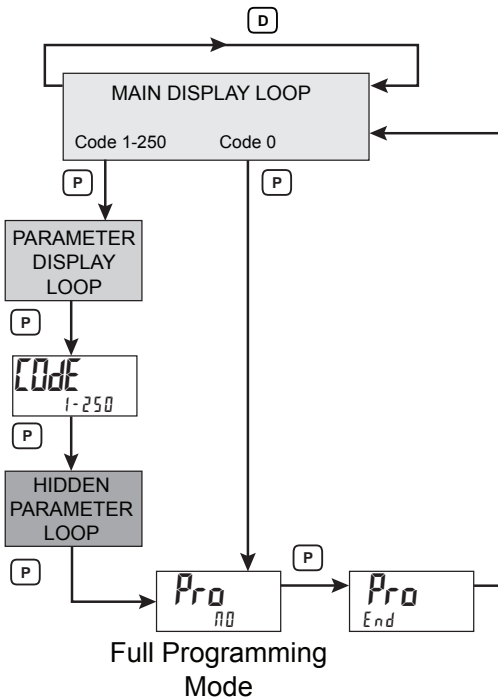 D
MAIN DISPLAY LOOP
Code 1-250 Code 0
P P
PARAMETER
DISPLAY
LOOP
P
COdE
1-250
P
HIDDEN
PARAMETER
LOOP
P
Pro
NO
P
Pro
End
Full Programming
Mode